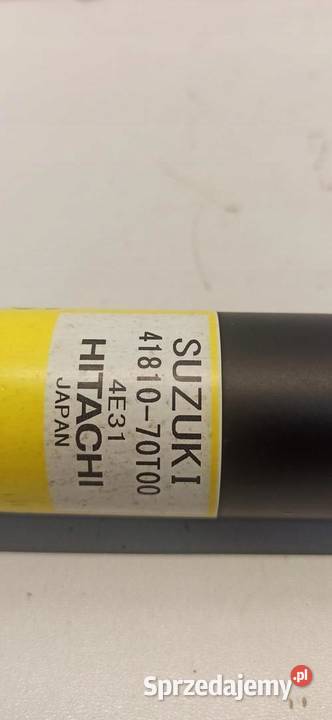 SUZUKI
41810-70T00
4E31
HITACHI
JAPAN
Sprzedajemy.pl